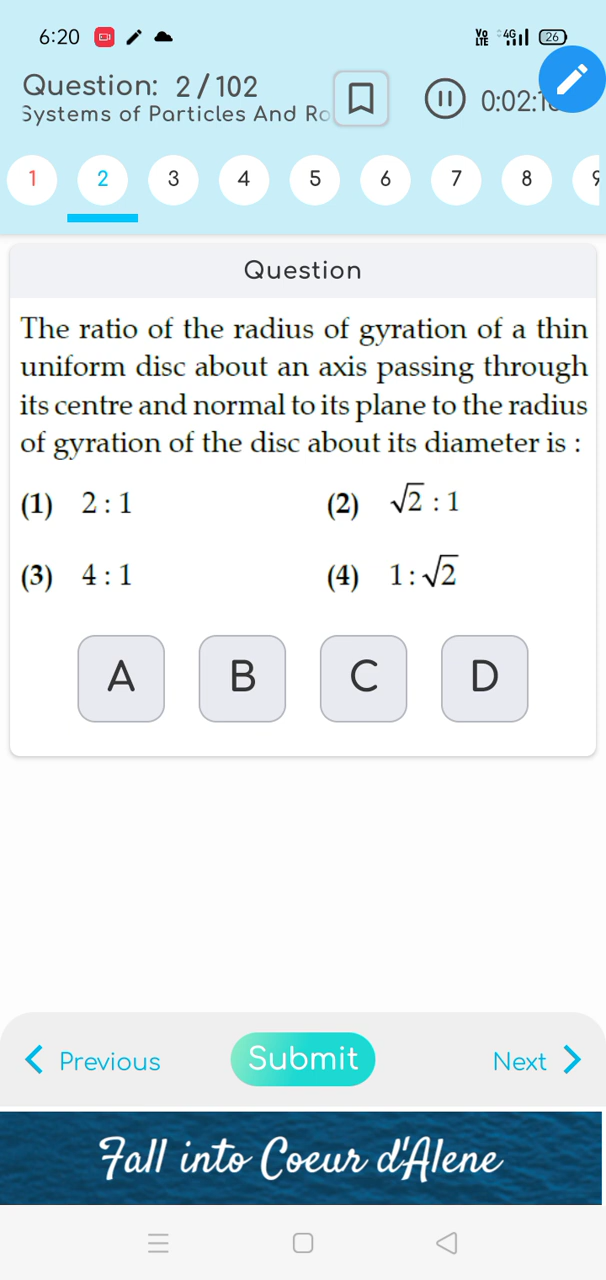 6:20
Vo LTE 4G 26
Question: 2/102
Systems of Particles And Ro
0:02:1
1 2 3 4 5 6 7 8 9
Question
The ratio of the radius of gyration of a thin
uniform disc about an axis passing through
its centre and normal to its plane to the radius
of gyration of the disc about its diameter is :
(1) 2 : 1 (2) √2 : 1
(3) 4 : 1 (4) 1 : √2
A B C D
Previous Submit Next
Fall into Coeur d'Alene